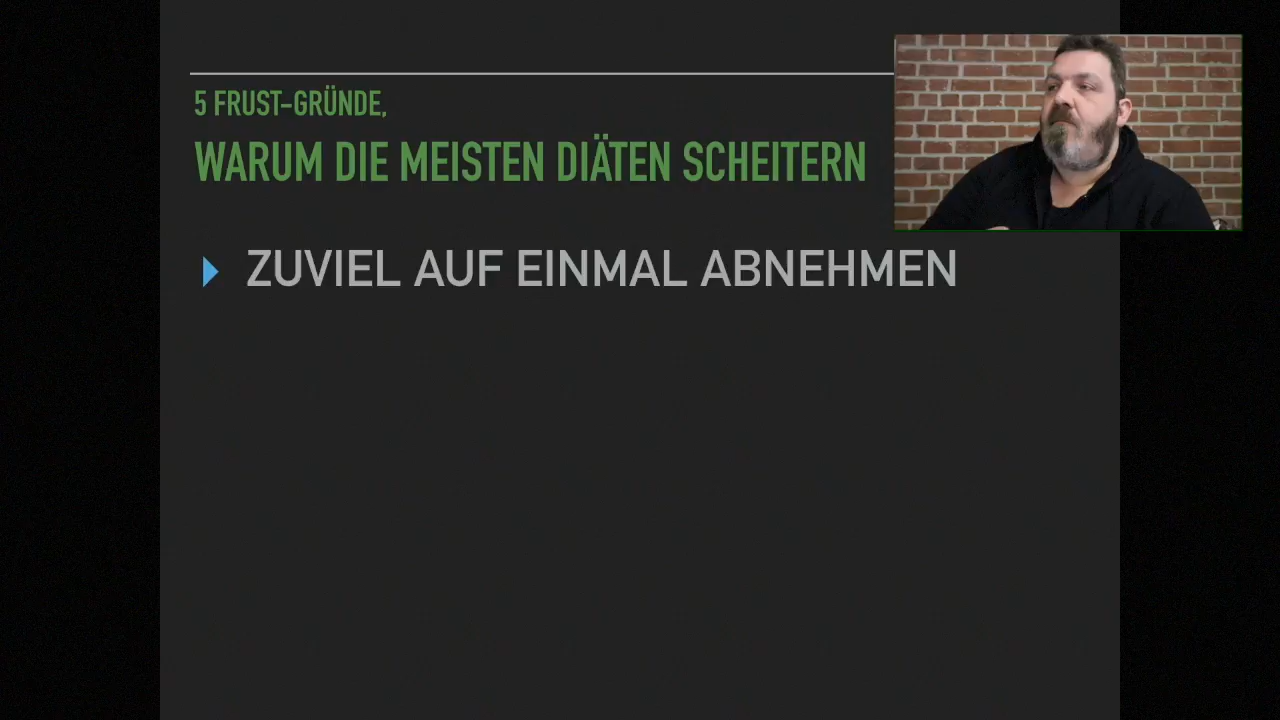 5 FRUST-GRÜNDE,
WARUM DIE MEISTEN DIÄTEN SCHEITERN
ZUVIEL AUF EINMAL ABNEHMEN